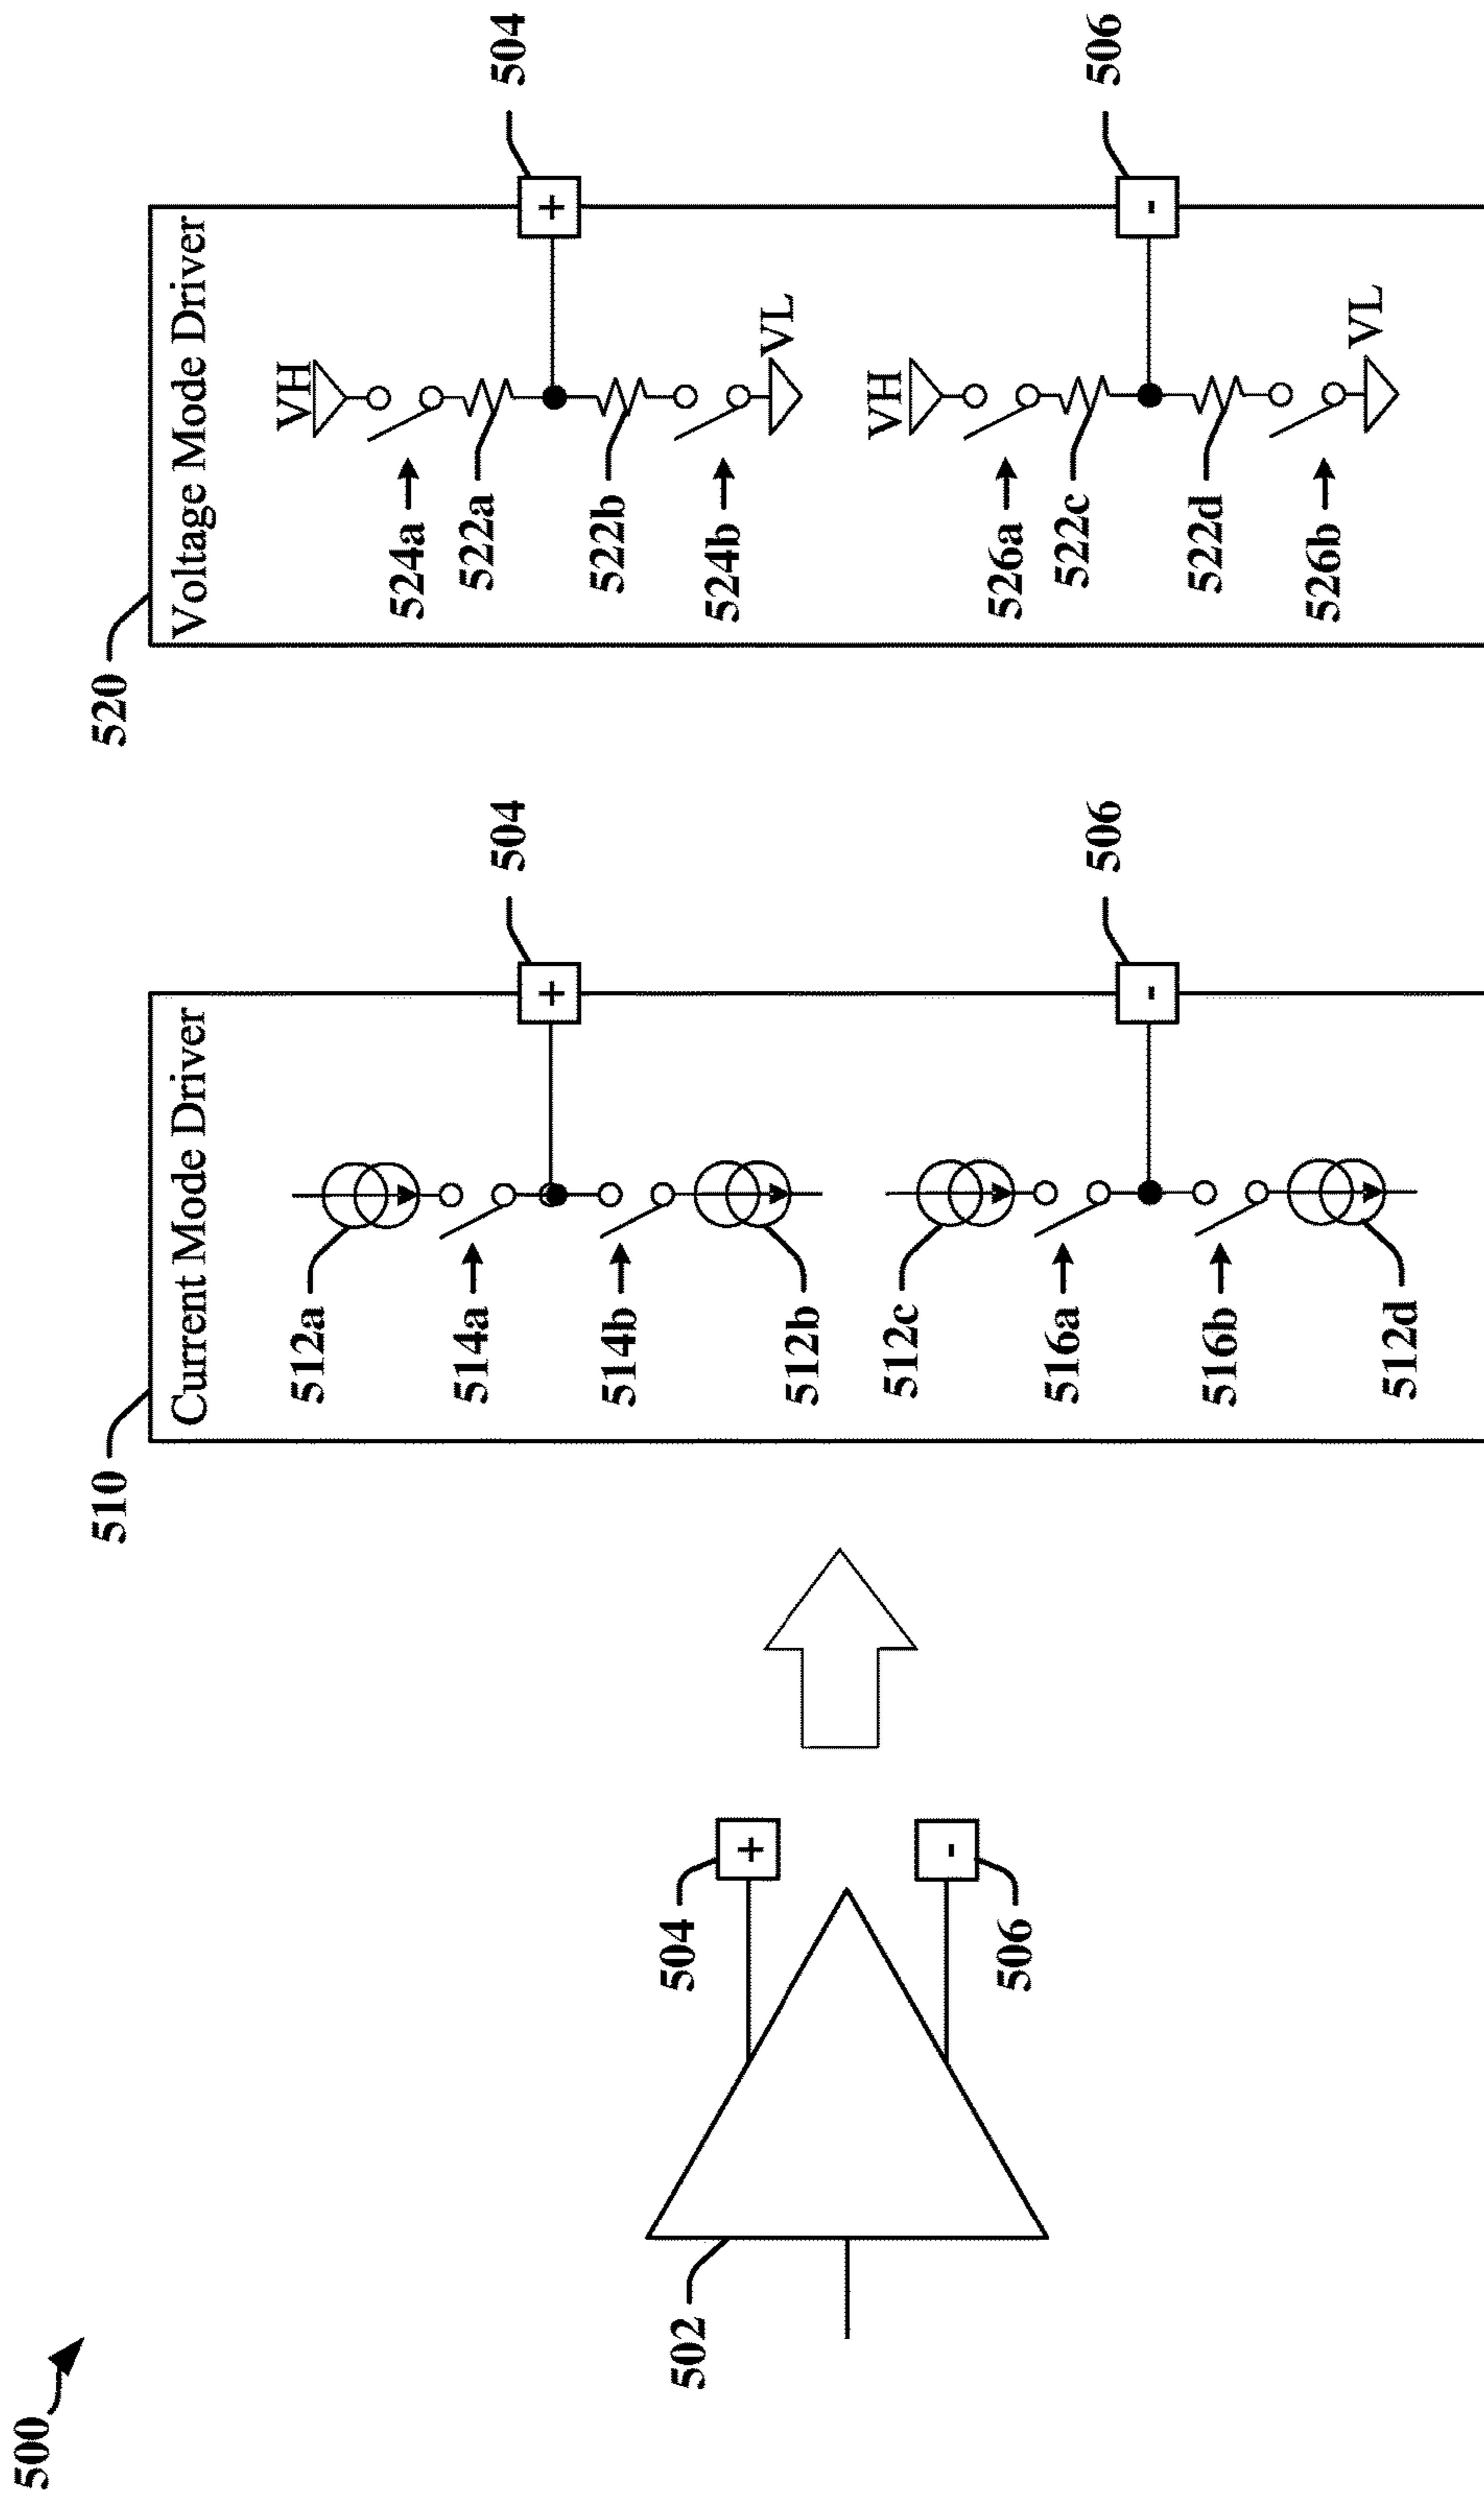 500
502
504
+
-
506
510
Current Mode Driver
512a
514a
514b
512b
512c
516a
516b
512d
+
504
-
506
520
Voltage Mode Driver
VH
524a
522a
522b
524b
VL
VH
526a
522c
522d
526b
VL
+
504
-
506